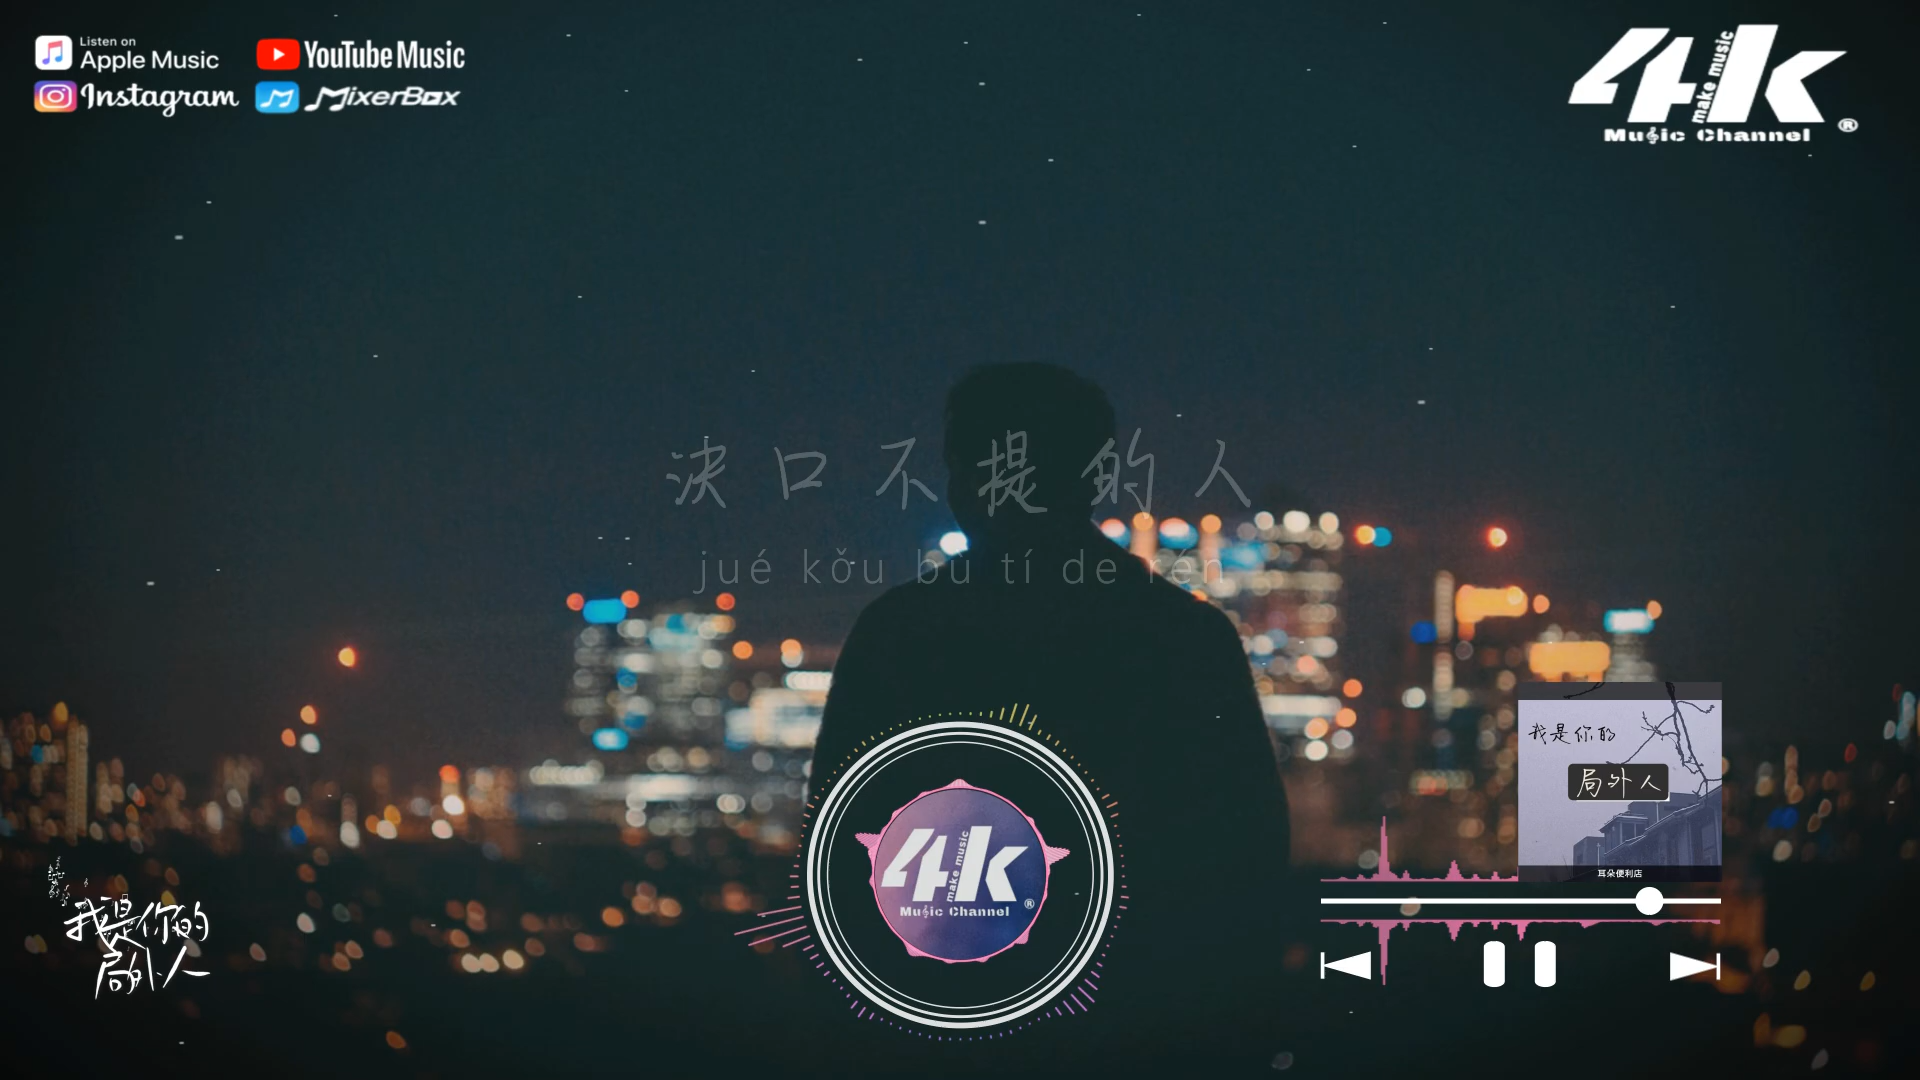 Listen on
Apple Music
YouTube Music
Instagram
MixerBox
4k
make music
Music Channel
®
決口不提的人
jué kǒu bù tí de rén
我是你的
局外人
耳朵便利店
4k
make music
Music Channel
®
我是你的
局外人